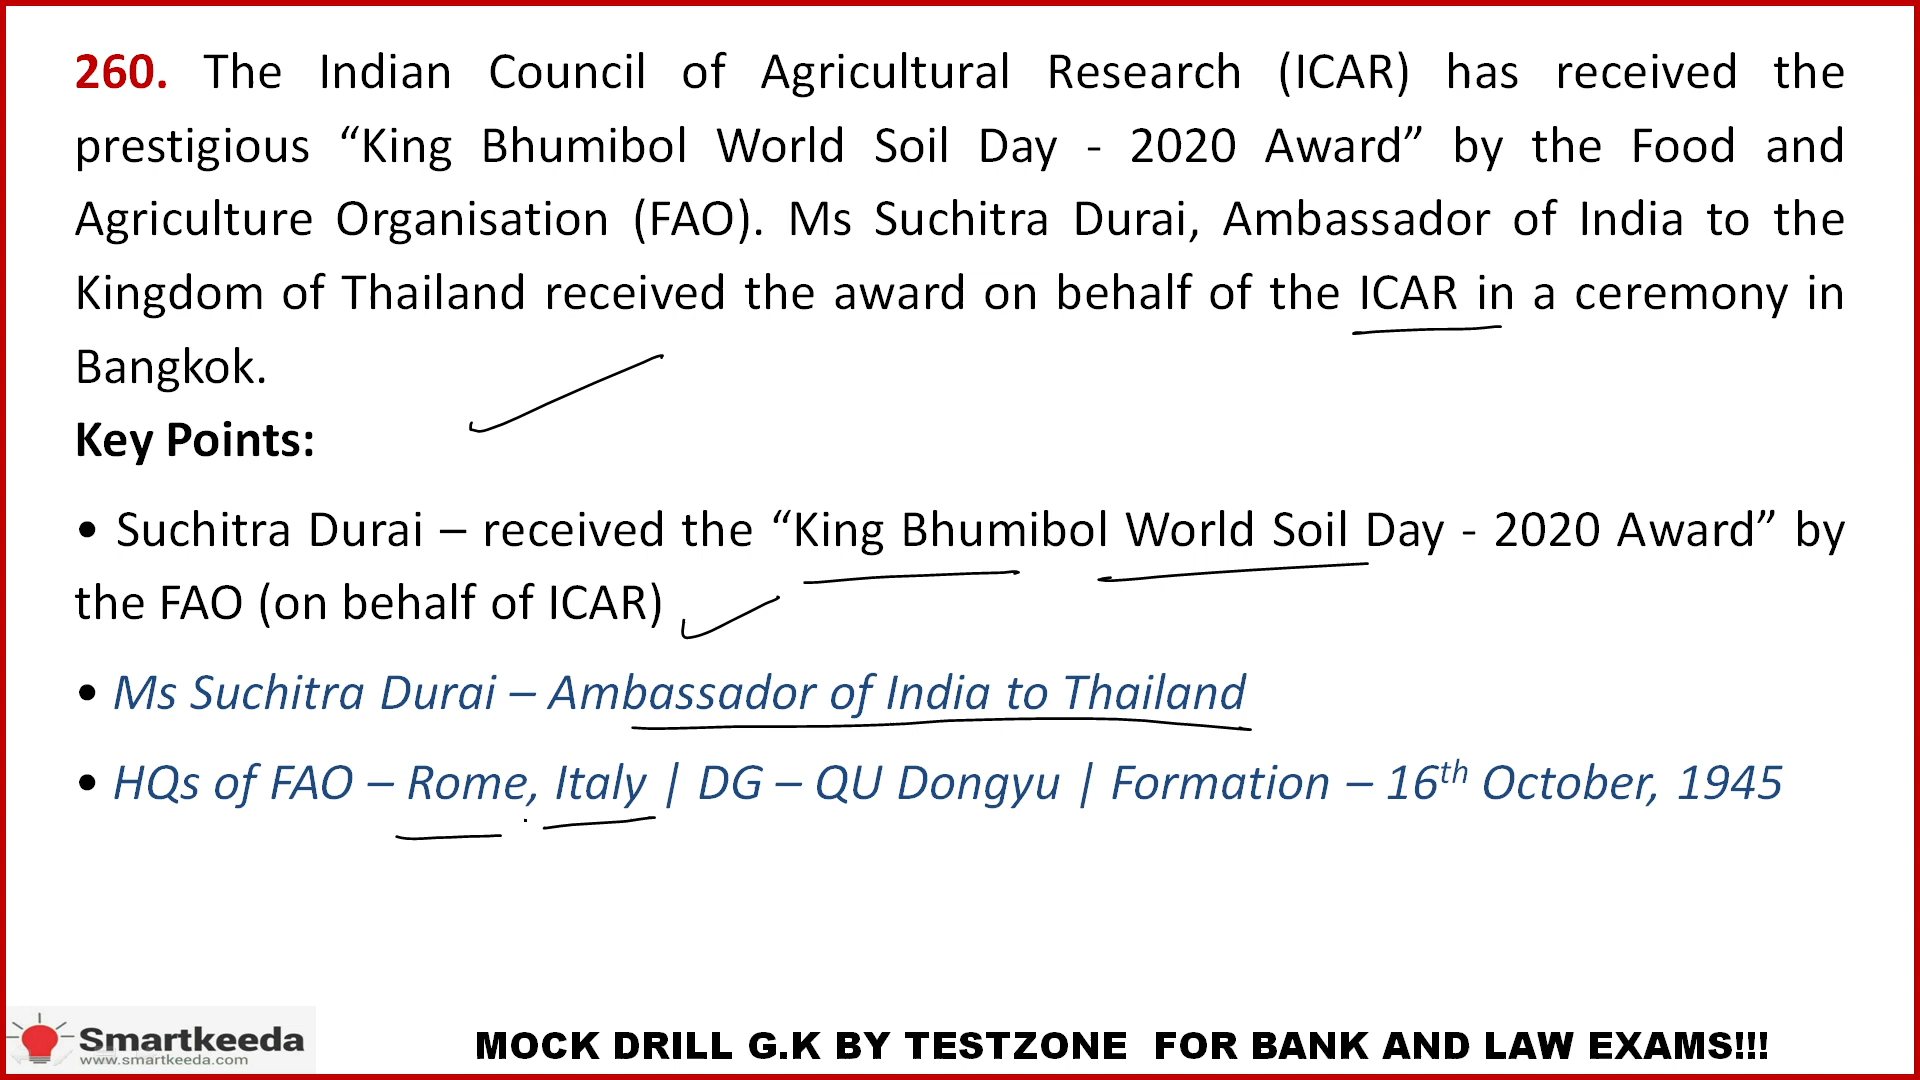 260. The Indian Council of Agricultural Research (ICAR) has received the
prestigious “King Bhumibol World Soil Day - 2020 Award” by the Food and
Agriculture Organisation (FAO). Ms Suchitra Durai, Ambassador of India to the
Kingdom of Thailand received the award on behalf of the ICAR in a ceremony in
Bangkok.
Key Points:
• Suchitra Durai – received the “King Bhumibol World Soil Day - 2020 Award” by
the FAO (on behalf of ICAR)
• Ms Suchitra Durai – Ambassador of India to Thailand
• HQs of FAO – Rome, Italy | DG – QU Dongyu | Formation – 16th October, 1945
Smartkeeda
www.smartkeeda.com
MOCK DRILL G.K BY TESTZONE FOR BANK AND LAW EXAMS!!!